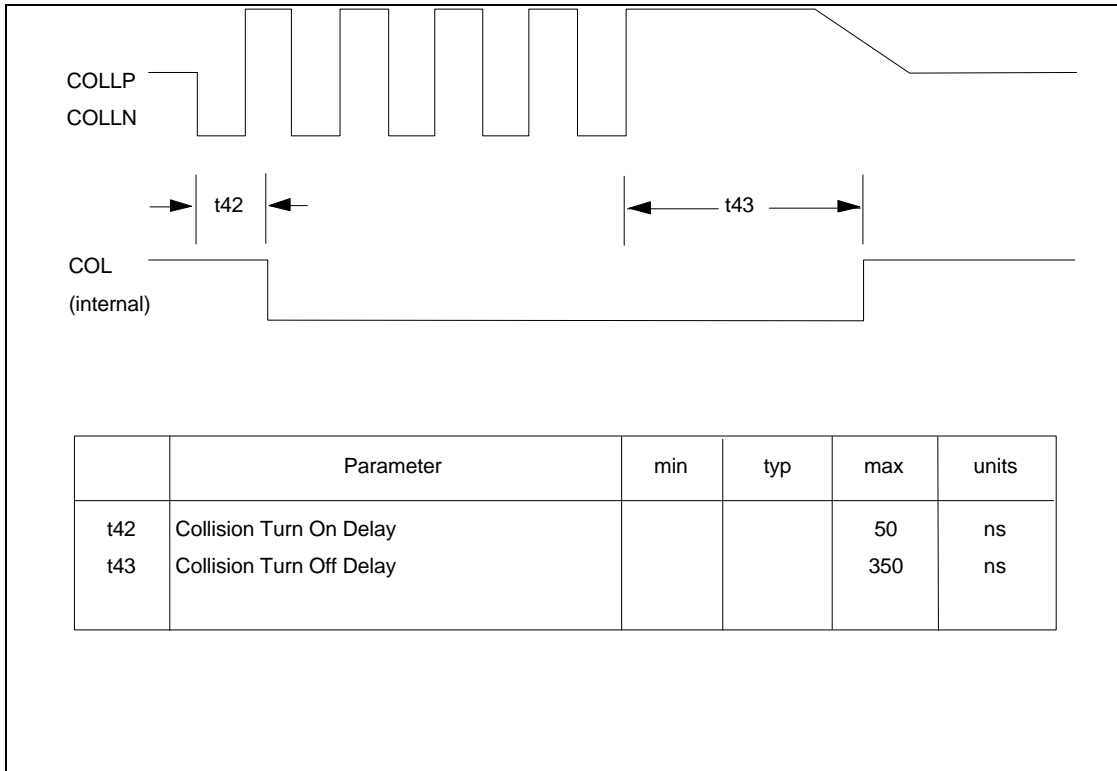 COLLP
COLLN
t42
t43
COL
(internal)
Parameter min typ max units
t42 Collision Turn On Delay 50 ns
t43 Collision Turn Off Delay 350 ns